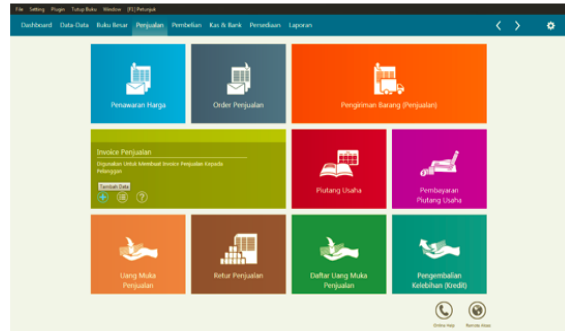 File Setting Plugin Tutup Buku Window [F1] Petunjuk
Dashboard Data-Data Buku Besar Penjualan Pembelian Kas & Bank Persediaan Laporan
Penawaran Harga
Order Penjualan
Pengiriman Barang (Penjualan)
Invoice Penjualan
Digunakan Untuk Membuat Invoice Penjualan Kepada
Pelanggan
Tambah Data
Piutang Usaha
Pembayaran
Piutang Usaha
Uang Muka
Penjualan
Retur Penjualan
Daftar Uang Muka
Penjualan
Pengembalian
Kelebihan (Kredit)
Online Help
Remote Akses